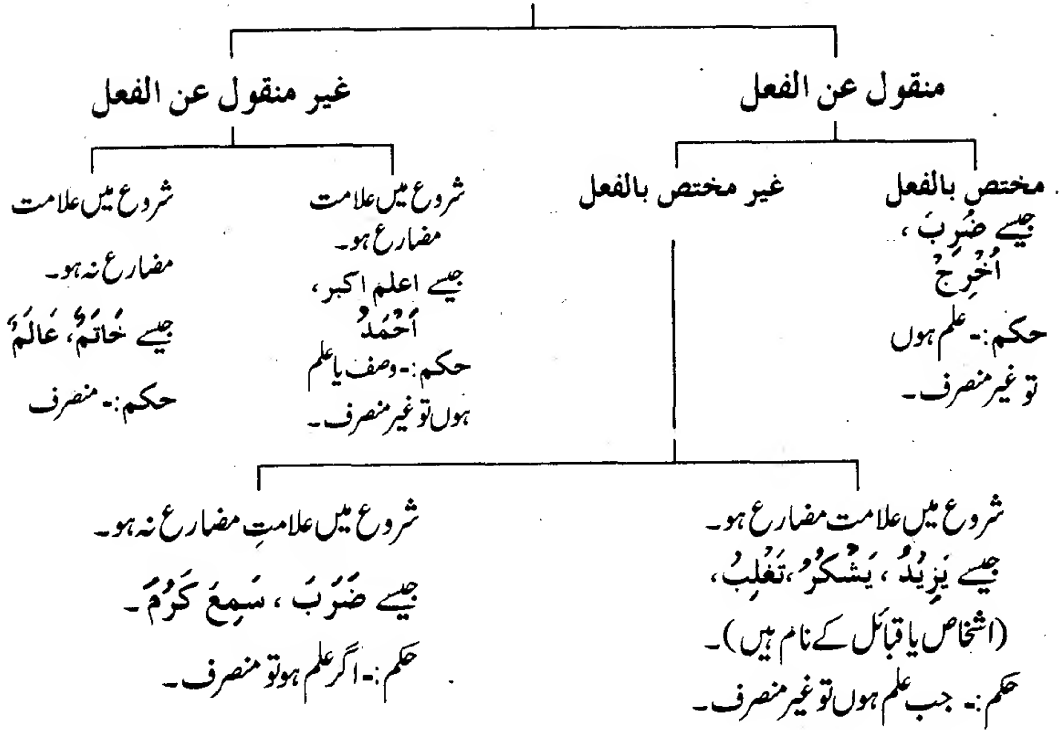 منقول عن الفعل
غير منقول عن الفعل
مختص بالفعل
جیسے ضُرِبَ ،
اُخْرِجْ
حکم :۔ علم ہوں
تو غیر منصرف۔
غير مختص بالفعل
شروع میں علامت
مضارع ہو۔
جیسے اعلم اکبر ،
اَحْمَدُ
حکم :۔ وصف یا علم
ہوں تو غیر منصرف۔
شروع میں علامت
مضارع نہ ہو۔
جیسے خَاتَمٌ، عَالَمٌ
حکم :۔ منصرف
شروع میں علامت مضارع ہو۔
جیسے یَزِیْدُ ، یَشْکُرُ ،تَغْلِبُ ،
(اشخاص یا قبائل کے نام ہیں)۔
حکم :۔ جب علم ہوں تو غیر منصرف۔
شروع میں علامتِ مضارع نہ ہو۔
جیسے ضَرَبَ ، سَمِعَ کَرُمَ ۔
حکم :۔ اگر علم ہو تو منصرف۔